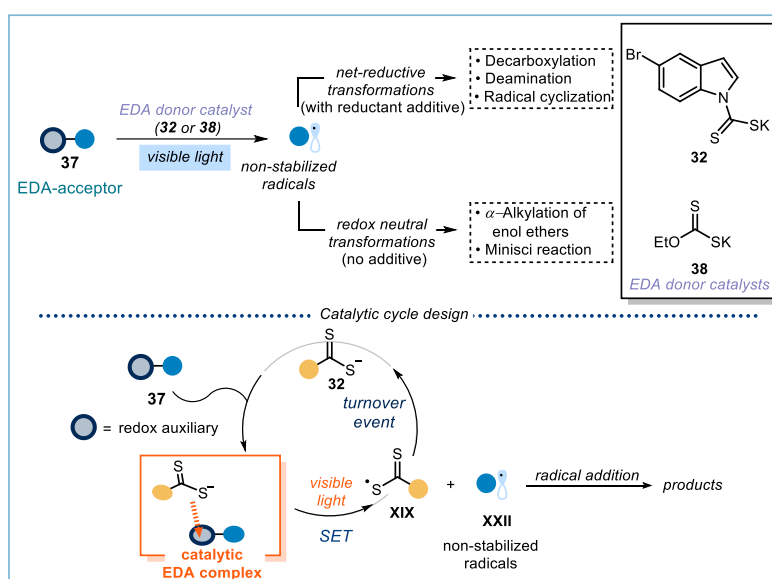 net-reductive
transformations
(with reductant additive)
• Decarboxylation
• Deamination
• Radical cyclization
EDA donor catalyst
(32 or 38)
visible light
37
EDA-acceptor
non-stabilized
radicals
redox neutral
transformations
(no additive)
• α–Alkylation of
enol ethers
• Minisci reaction
Br
N
SK
S
32
S
EtO
SK
38
EDA donor catalysts
Catalytic cycle design
S
S–
32
37
= redox auxiliary
turnover
event
S
S–
catalytic
EDA complex
visible
light
SET
S
•S
XIX
+
XXII
non-stabilized
radicals
radical addition
products